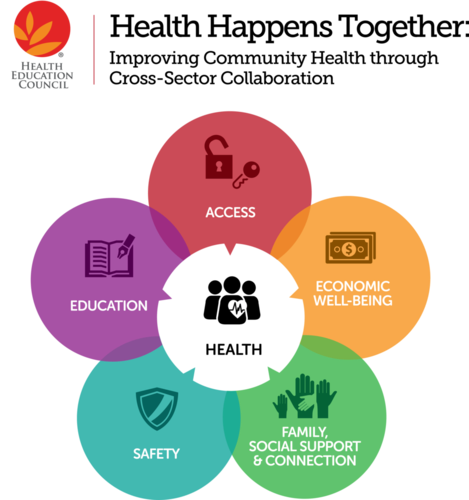 HEALTH
EDUCATION
COUNCIL
®
Health Happens Together:
Improving Community Health through
Cross-Sector Collaboration
ACCESS
ECONOMIC
WELL-BEING
EDUCATION
HEALTH
SAFETY
FAMILY,
SOCIAL SUPPORT
& CONNECTION
$